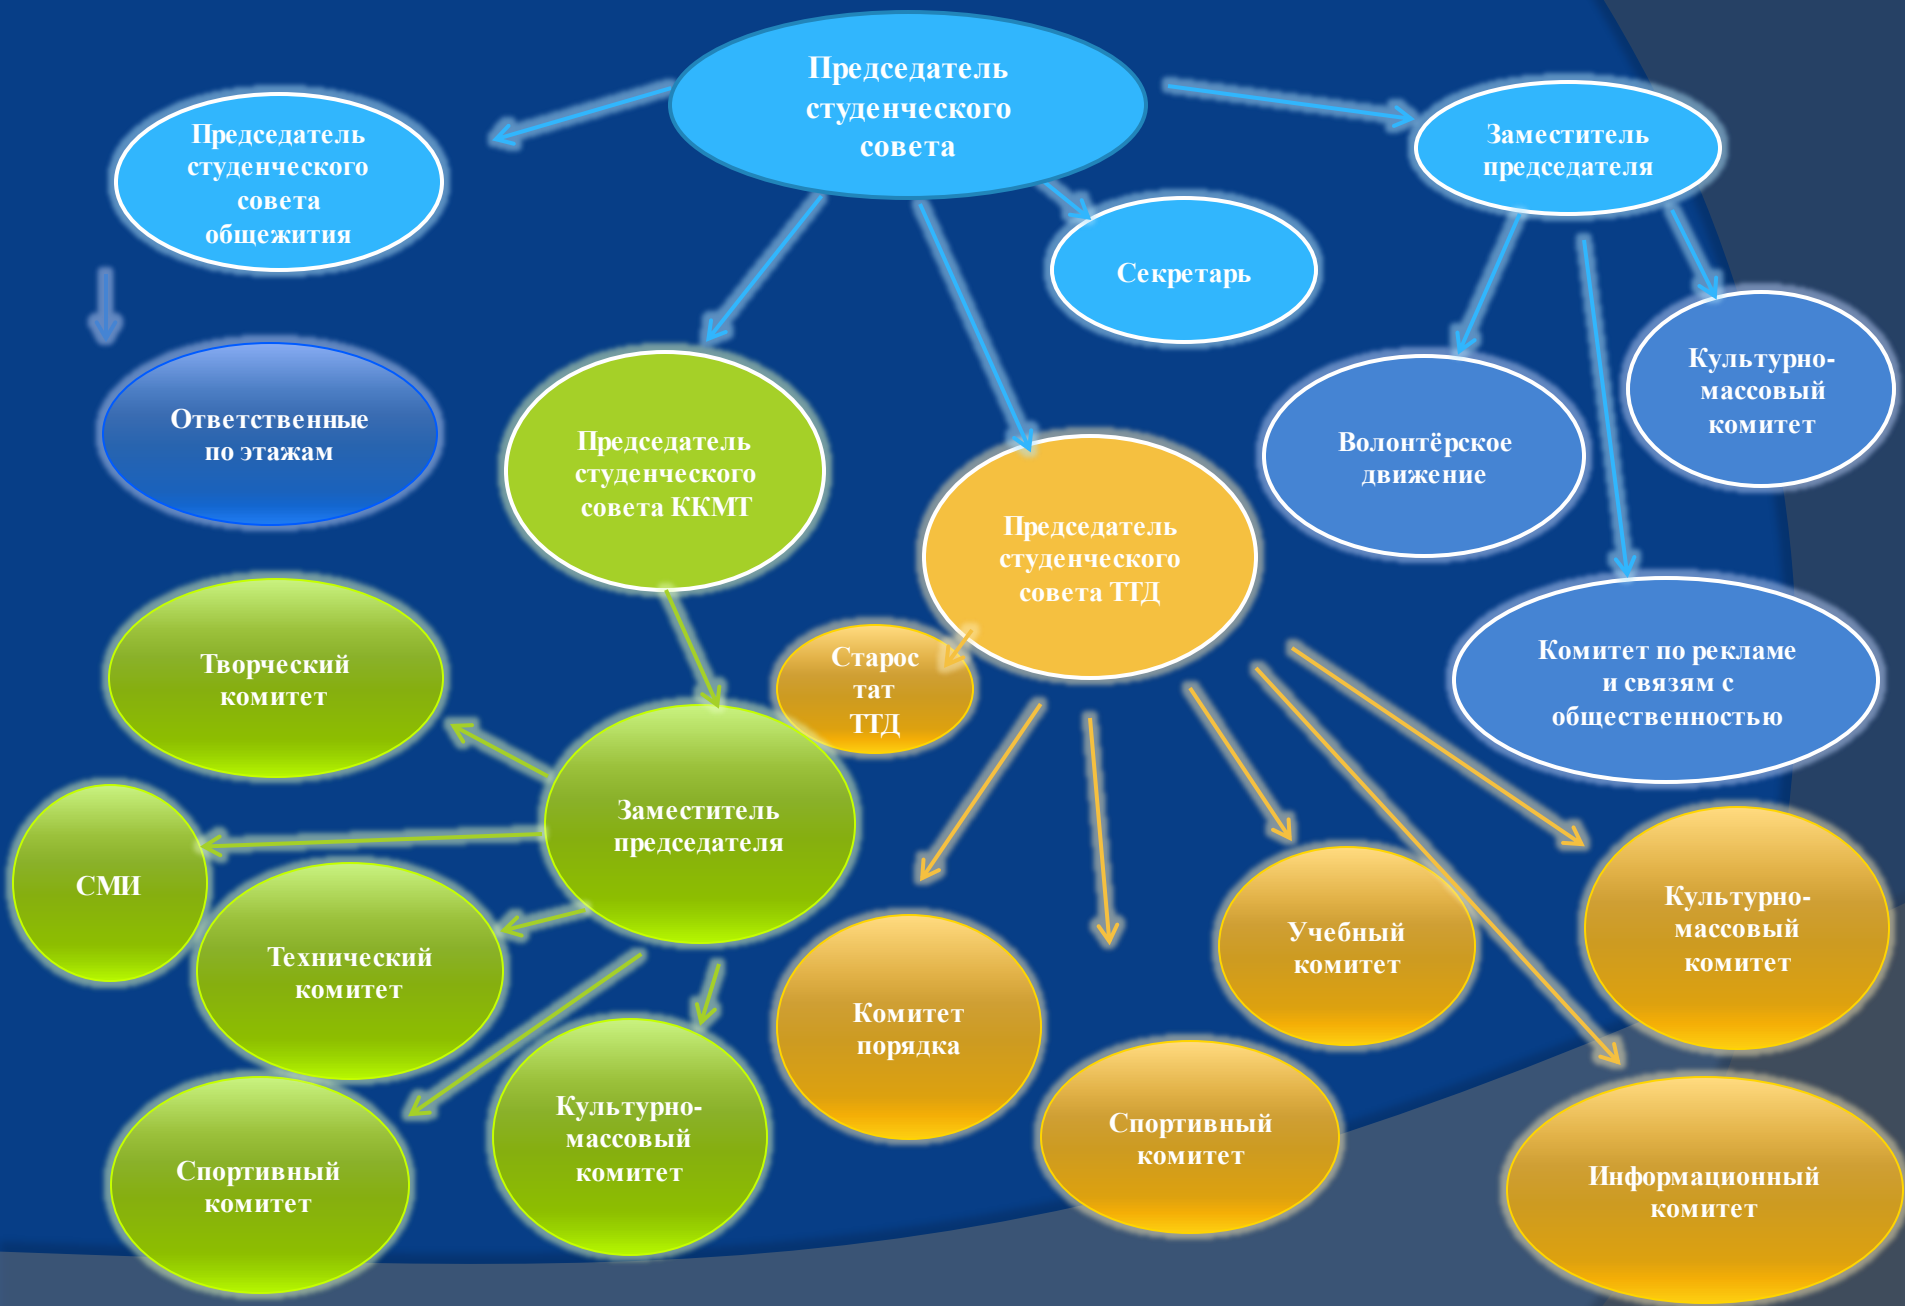 Председатель
студенческого
совета
Председатель
студенческого
совета
общежития
Заместитель
председателя
Секретарь
Ответственные
по этажам
Председатель
студенческого
совета ККМТ
Председатель
студенческого
совета ТТД
Волонтёрское
движение
Культурно-
массовый
комитет
Комитет по рекламе
и связям с
общественностью
Творческий
комитет
Старос
тат
ТТД
Заместитель
председателя
СМИ
Технический
комитет
Спортивный
комитет
Культурно-
массовый
комитет
Комитет
порядка
Спортивный
комитет
Учебный
комитет
Культурно-
массовый
комитет
Информационный
комитет